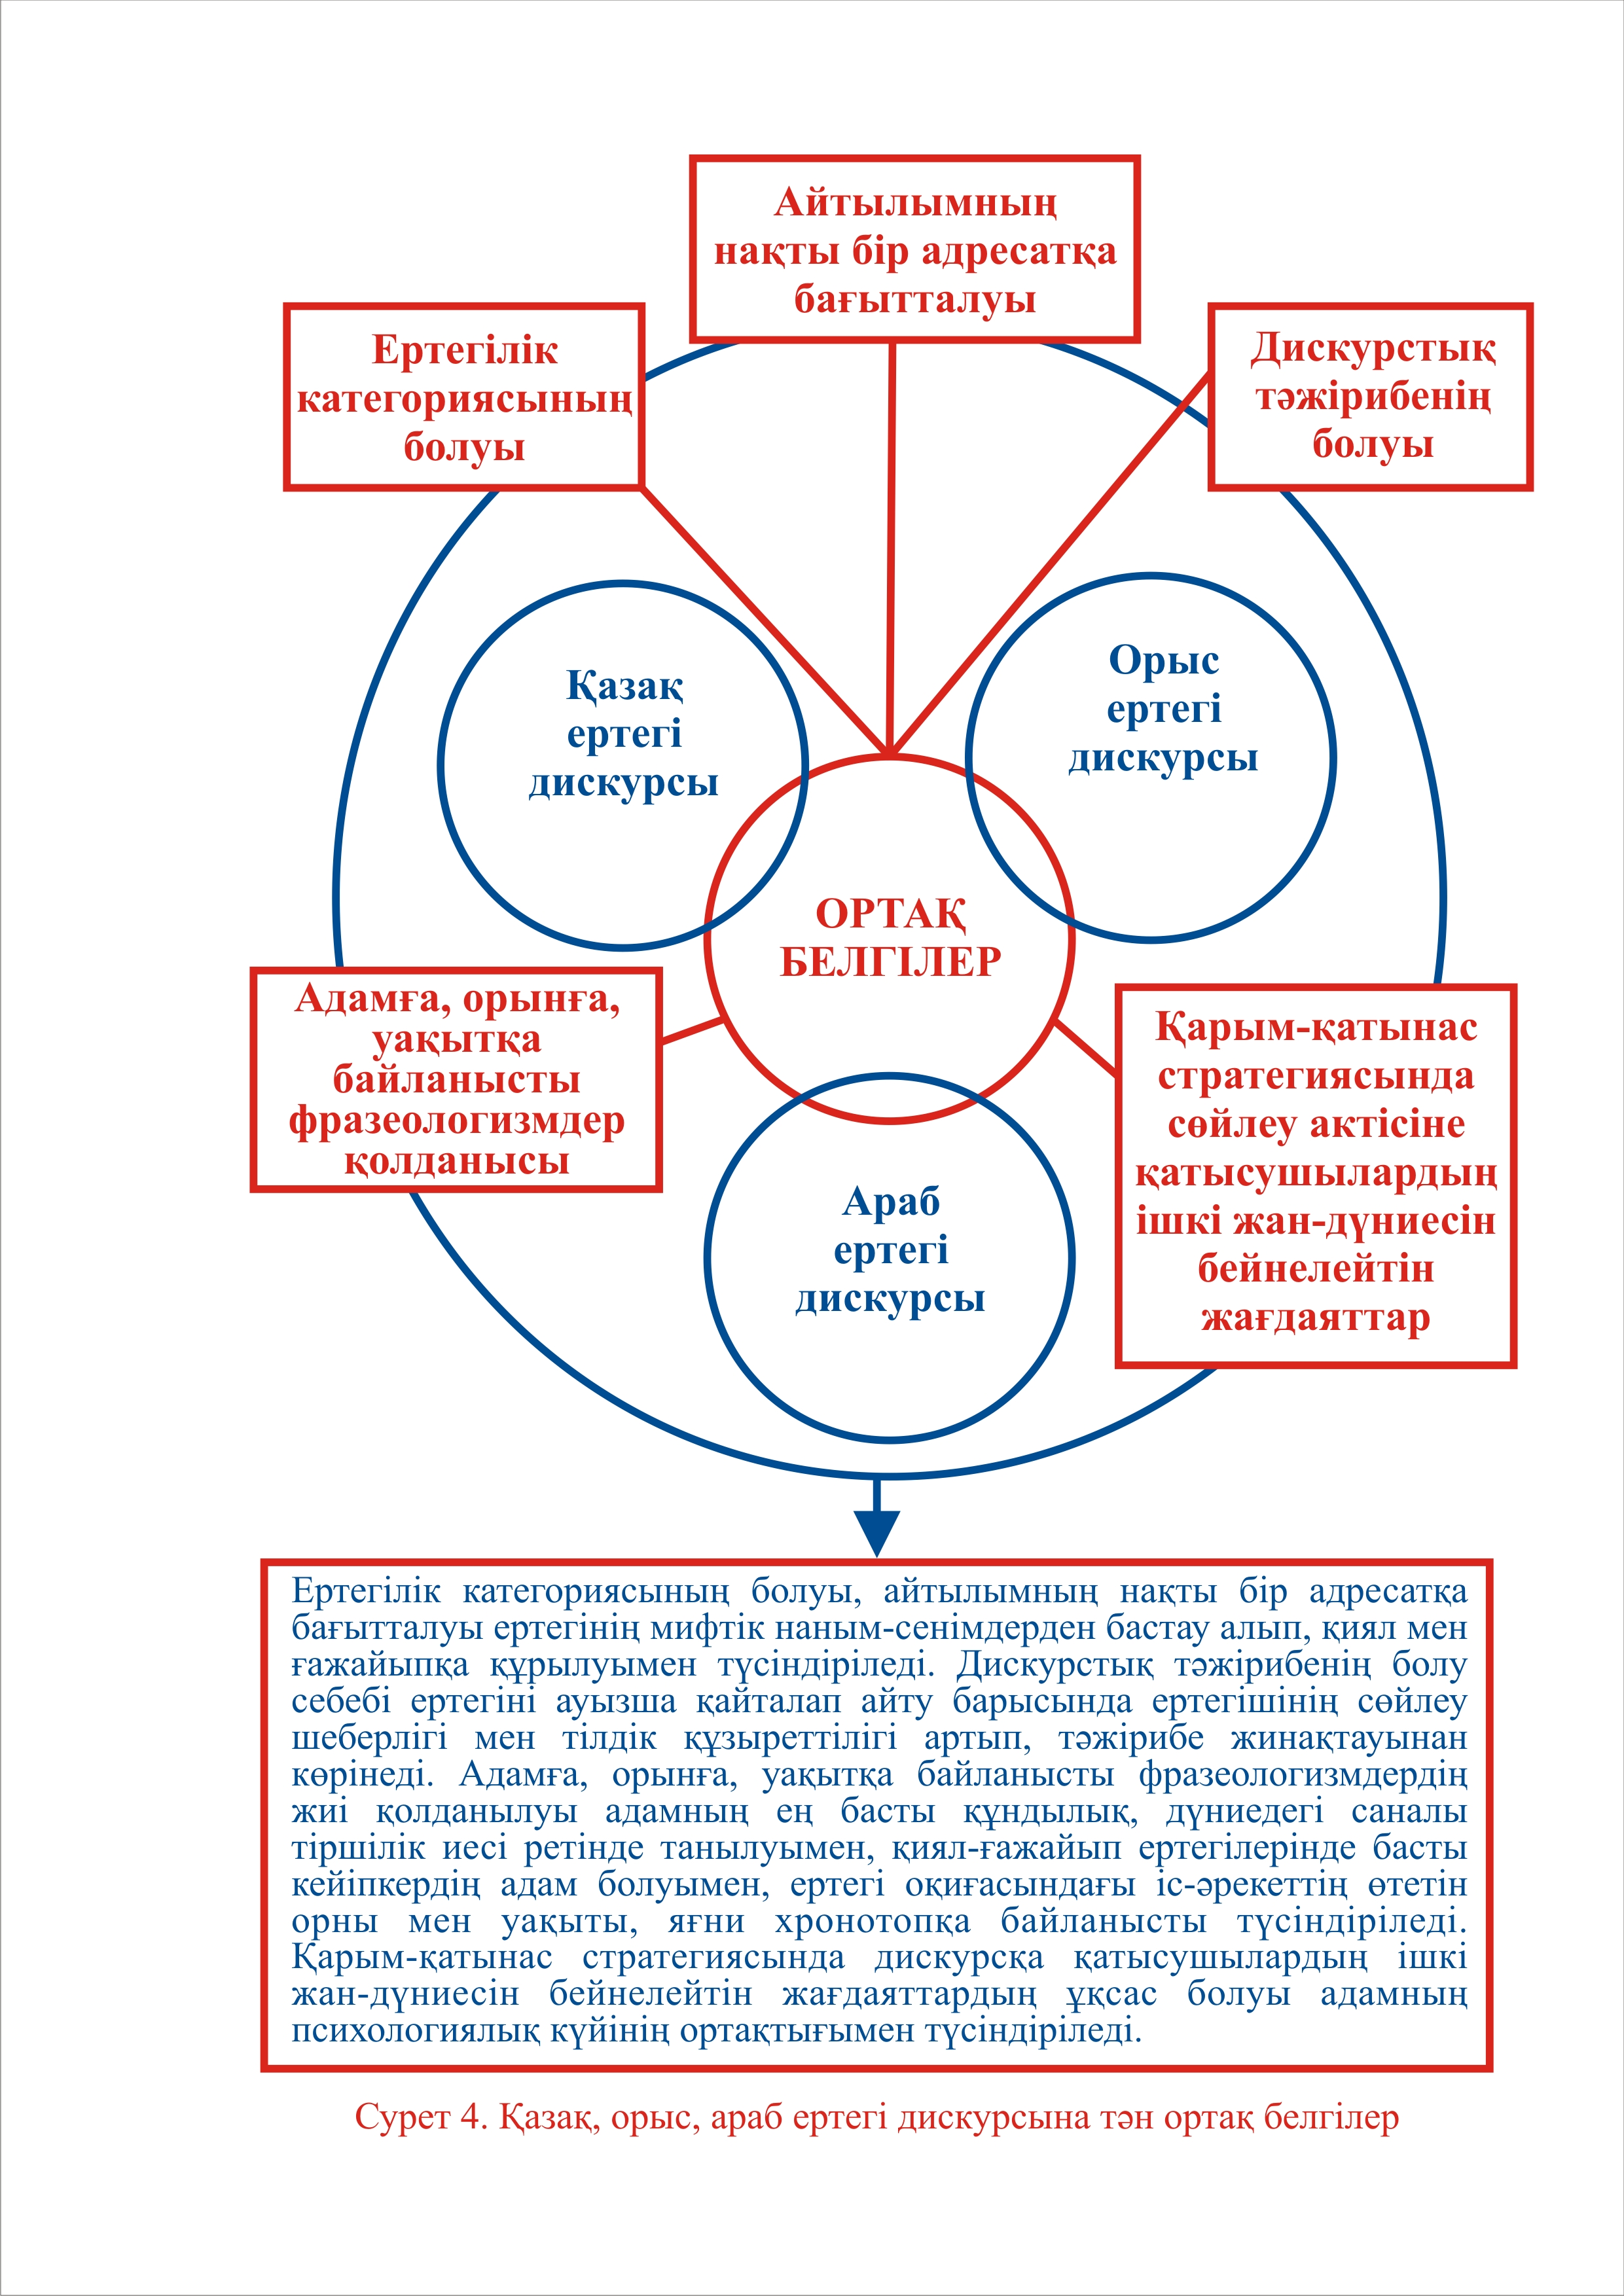 Айтылымның
нақты бір адресатқа
бағытталуы
Ертегілік
категориясының
болуы
Дискурстық
тәжірибенің
болуы
Қазақ
ертегі
дискурсы
Орыс
ертегі
дискурсы
ОРТАҚ
БЕЛГІЛЕР
Адамға, орынға,
уақытқа
байланысты
фразеологизмдер
қолданысы
Қарым-қатынас
стратегиясында
сөйлеу актісіне
қатысушылардың
ішкі жан-дүниесін
бейнелейтін
жағдаяттар
Араб
ертегі
дискурсы
Ертегілік категориясының болуы, айтылымның нақты бір адресатқа
бағытталуы ертегінің мифтік наным-сенімдерден бастау алып, қиял мен
ғажайыпқа құрылуымен түсіндіріледі. Дискурстық тәжірибенің болу
себебі ертегіні ауызша қайталап айту барысында ертегішінің сөйлеу
шеберлігі мен тілдік құзыреттілігі артып, тәжірибе жинақтауынан
көрінеді. Адамға, орынға, уақытқа байланысты фразеологизмдердің
жиі қолданылуы адамның ең басты құндылық, дүниедегі саналы
тіршілік иесі ретінде танылуымен, қиял-ғажайып ертегілерінде басты
кейіпкердің адам болуымен, ертегі оқиғасындағы іс-әрекеттің өтетін
орны мен уақыты, яғни хронотопқа байланысты түсіндіріледі.
Қарым-қатынас стратегиясында дискурсқа қатысушылардың ішкі
жан-дүниесін бейнелейтін жағдаяттардың ұқсас болуы адамның
психологиялық күйінің ортақтығымен түсіндіріледі.
Сурет 4. Қазақ, орыс, араб ертегі дискурсына тән ортақ белгілер